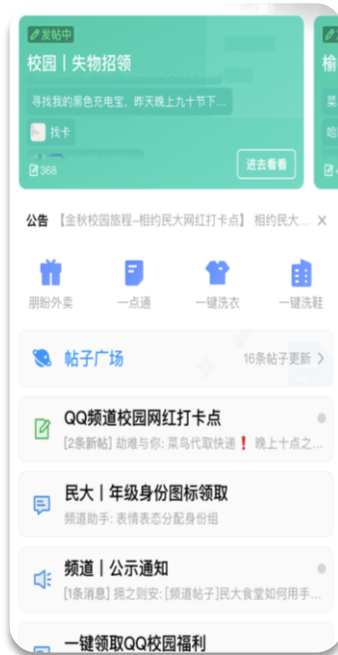 发帖中
校园丨失物招领
寻找我的黑色充电宝，昨天晚上九十节下...
找卡
368
进去看看
榆
菜
哈
公告 【金秋校园旅程-相约民大网红打卡点】 相约民大...
朋盼外卖 一点通 一键洗衣 一键洗鞋
帖子广场 16条帖子更新
QQ频道校园网红打卡点
[2条新帖] 劫难与你: 菜鸟代取快递❗ 晚上十点之...
民大丨年级身份图标领取
频道助手: 表情表态分配身份组
频道丨公示通知
[1条消息] 拥之则安: [频道帖子]民大食堂如何用手...
一键领取QQ校园福利